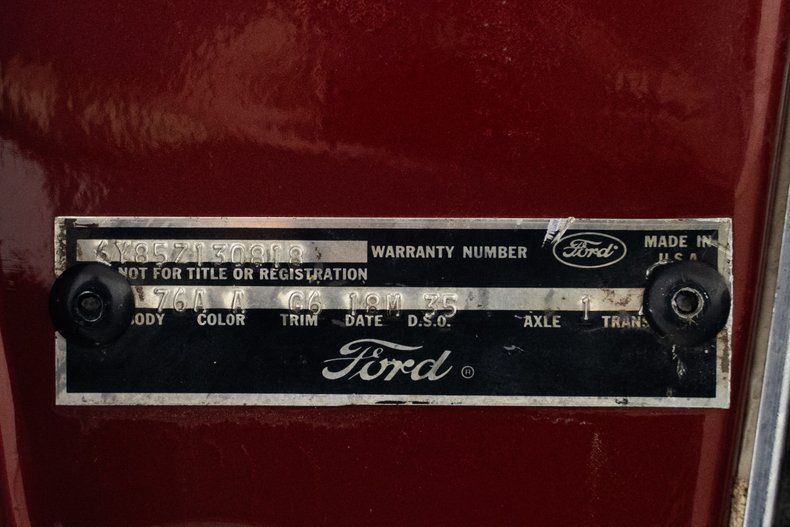 6Y85Z130818 WARRANTY NUMBER Ford MADE IN
NOT FOR TITLE OR REGISTRATION U.S.A.
76A A G6 18M 35 1
BODY COLOR TRIM DATE D.S.O. AXLE TRANS
Ford ®